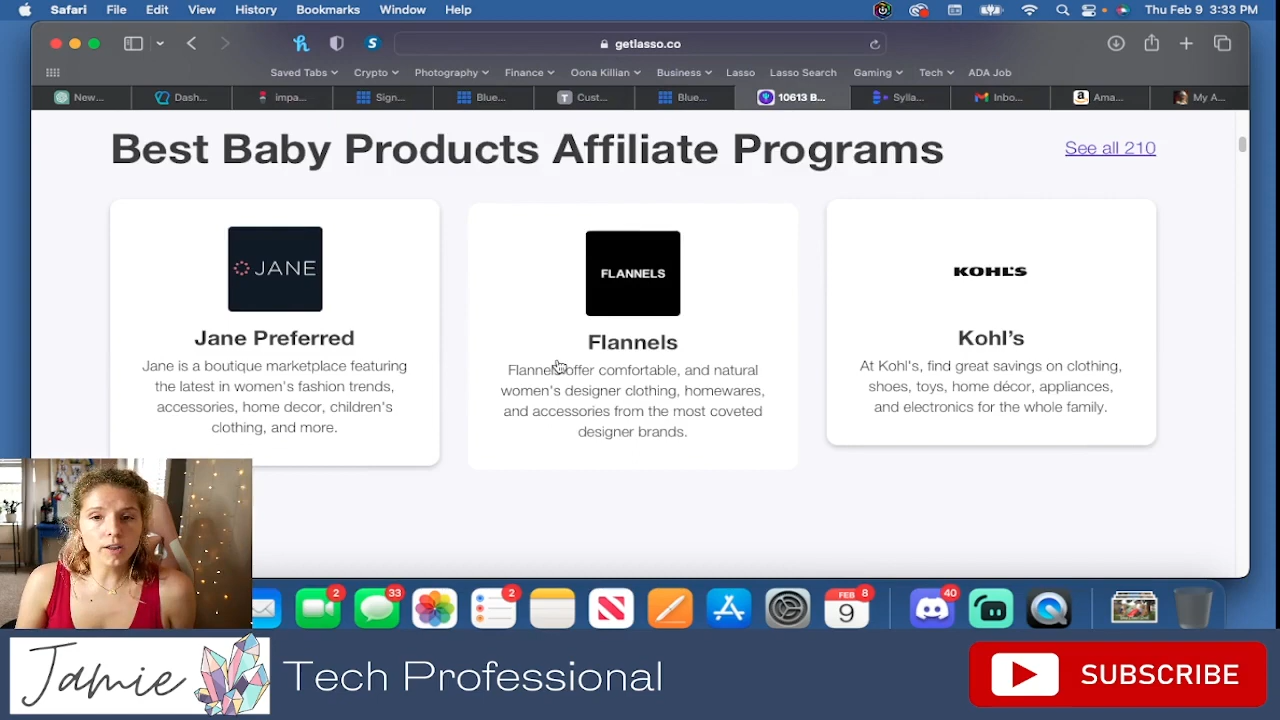 Safari File Edit View History Bookmarks Window Help Thu Feb 9 3:33 PM
getlasso.co
Saved Tabs Crypto Photography Finance Oona Killian Business Lasso Lasso Search Gaming Tech ADA Job
New... Dash... impa... Sign... Blue... Cust... Blue... 10613 B... Sylla... Inbo... Ama... My A...
Best Baby Products Affiliate Programs
See all 210
JANE
Jane Preferred
Jane is a boutique marketplace featuring
the latest in women's fashion trends,
accessories, home decor, children's
clothing, and more.
FLANNELS
Flannels
Flannels offer comfortable, and natural
women's designer clothing, homewares,
and accessories from the most coveted
designer brands.
KOHL'S
Kohl's
At Kohl's, find great savings on clothing,
shoes, toys, home décor, appliances,
and electronics for the whole family.
2 33 2 FEB 8 40
9
Jamie Tech Professional
SUBSCRIBE